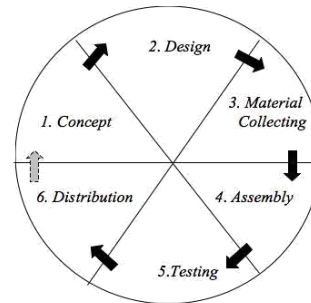 2. Design
3. Material
Collecting
1. Concept
6. Distribution
4. Assembly
5.Testing